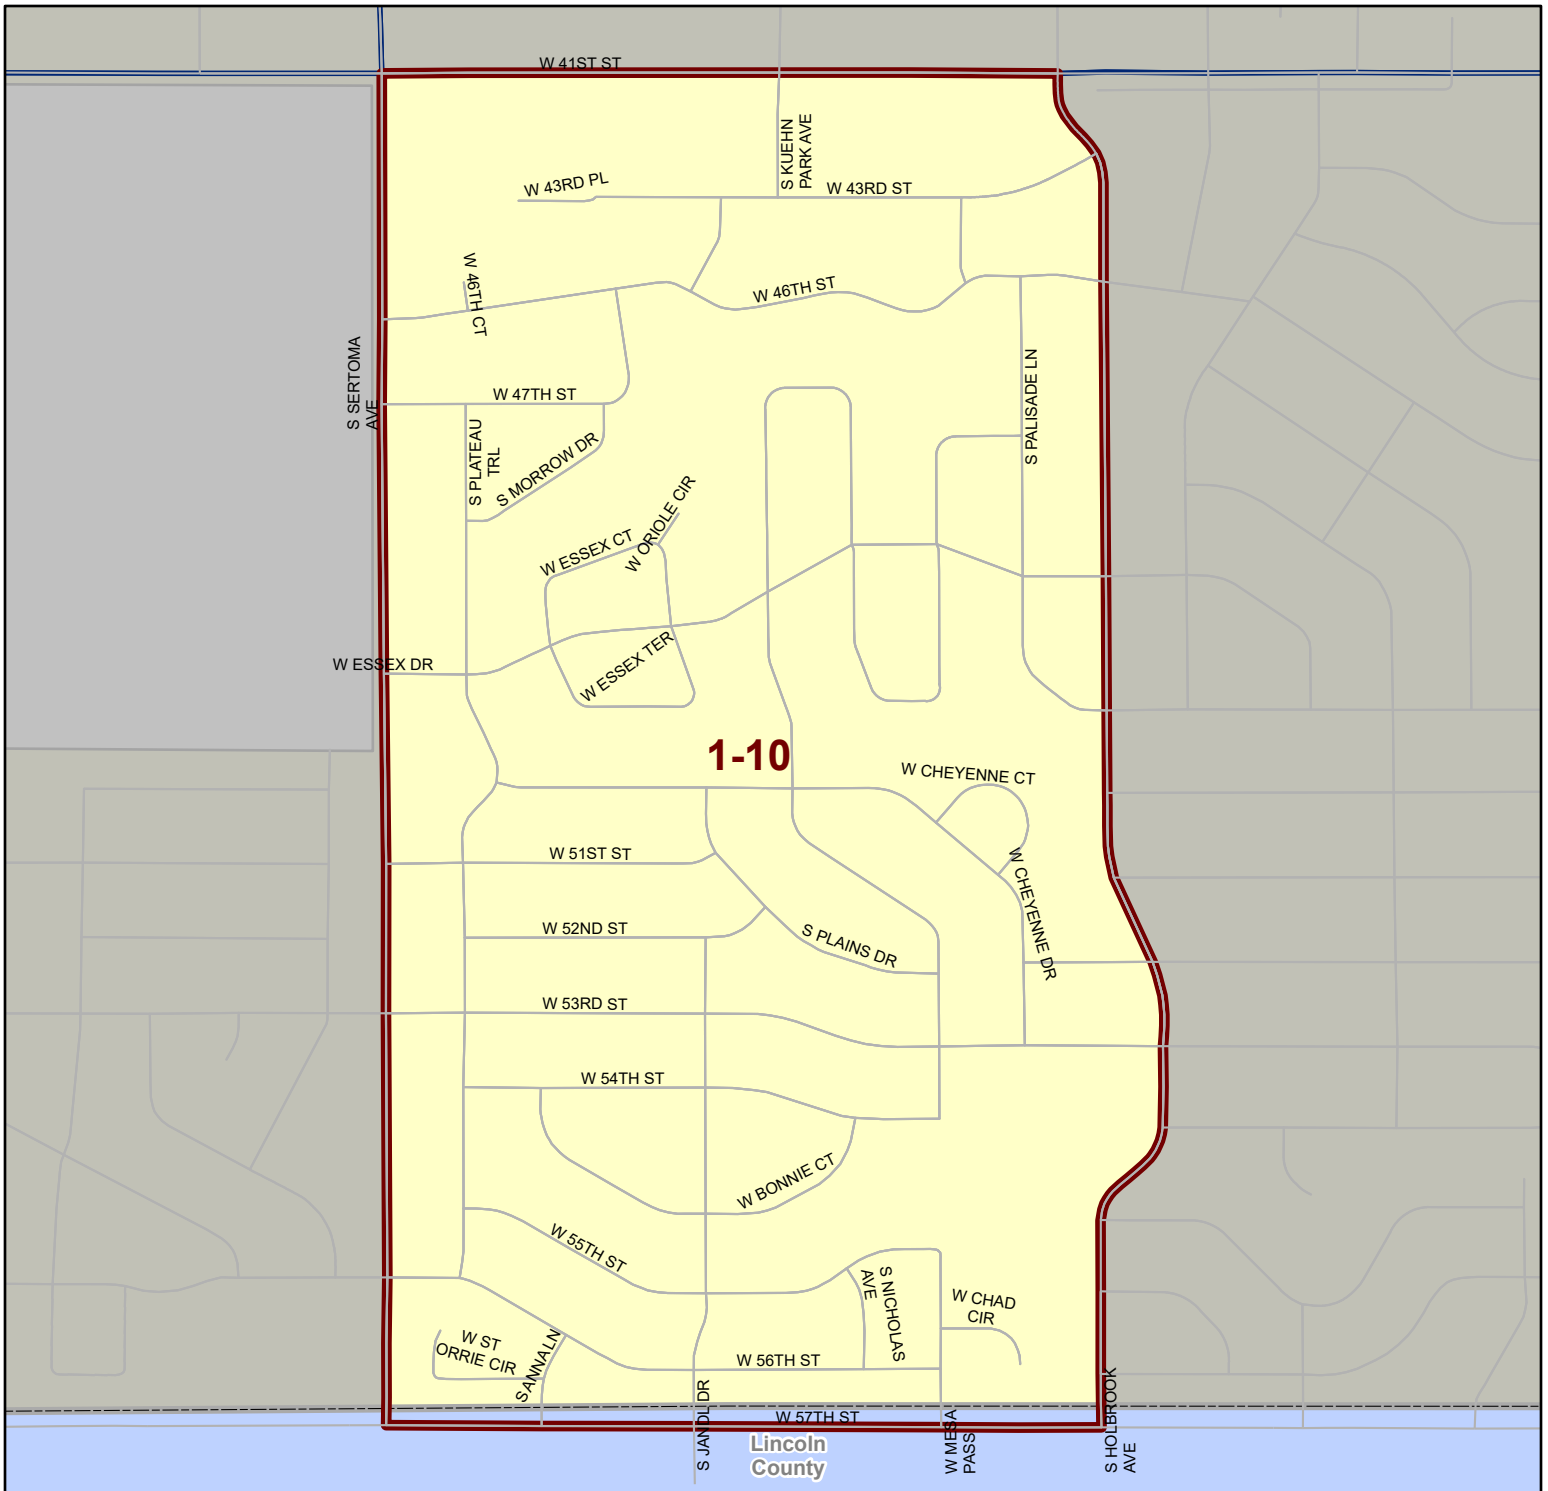 W 41ST ST
S KUEHN
PARK AVE
W 43RD PL
W 43RD ST
W 46TH CT
W 46TH ST
S SERTOMA
AVE
W 47TH ST
S PALISADE LN
S PLATEAU
TRL
S MORROW DR
W ORIOLE CIR
W ESSEX CT
W ESSEX DR
W ESSEX TER
1-10
W CHEYENNE CT
W 51ST ST
W CHEYENNE DR
W 52ND ST
S PLAINS DR
W 53RD ST
W 54TH ST
W BONNIE CT
W 55TH ST
S NICHOLAS
AVE
W CHAD
CIR
W ST
ORRIE CIR
S ANNA LN
W 56TH ST
W 57TH ST
S JANDL DR
Lincoln
County
W MESA
PASS
S HOLBROOK
AVE